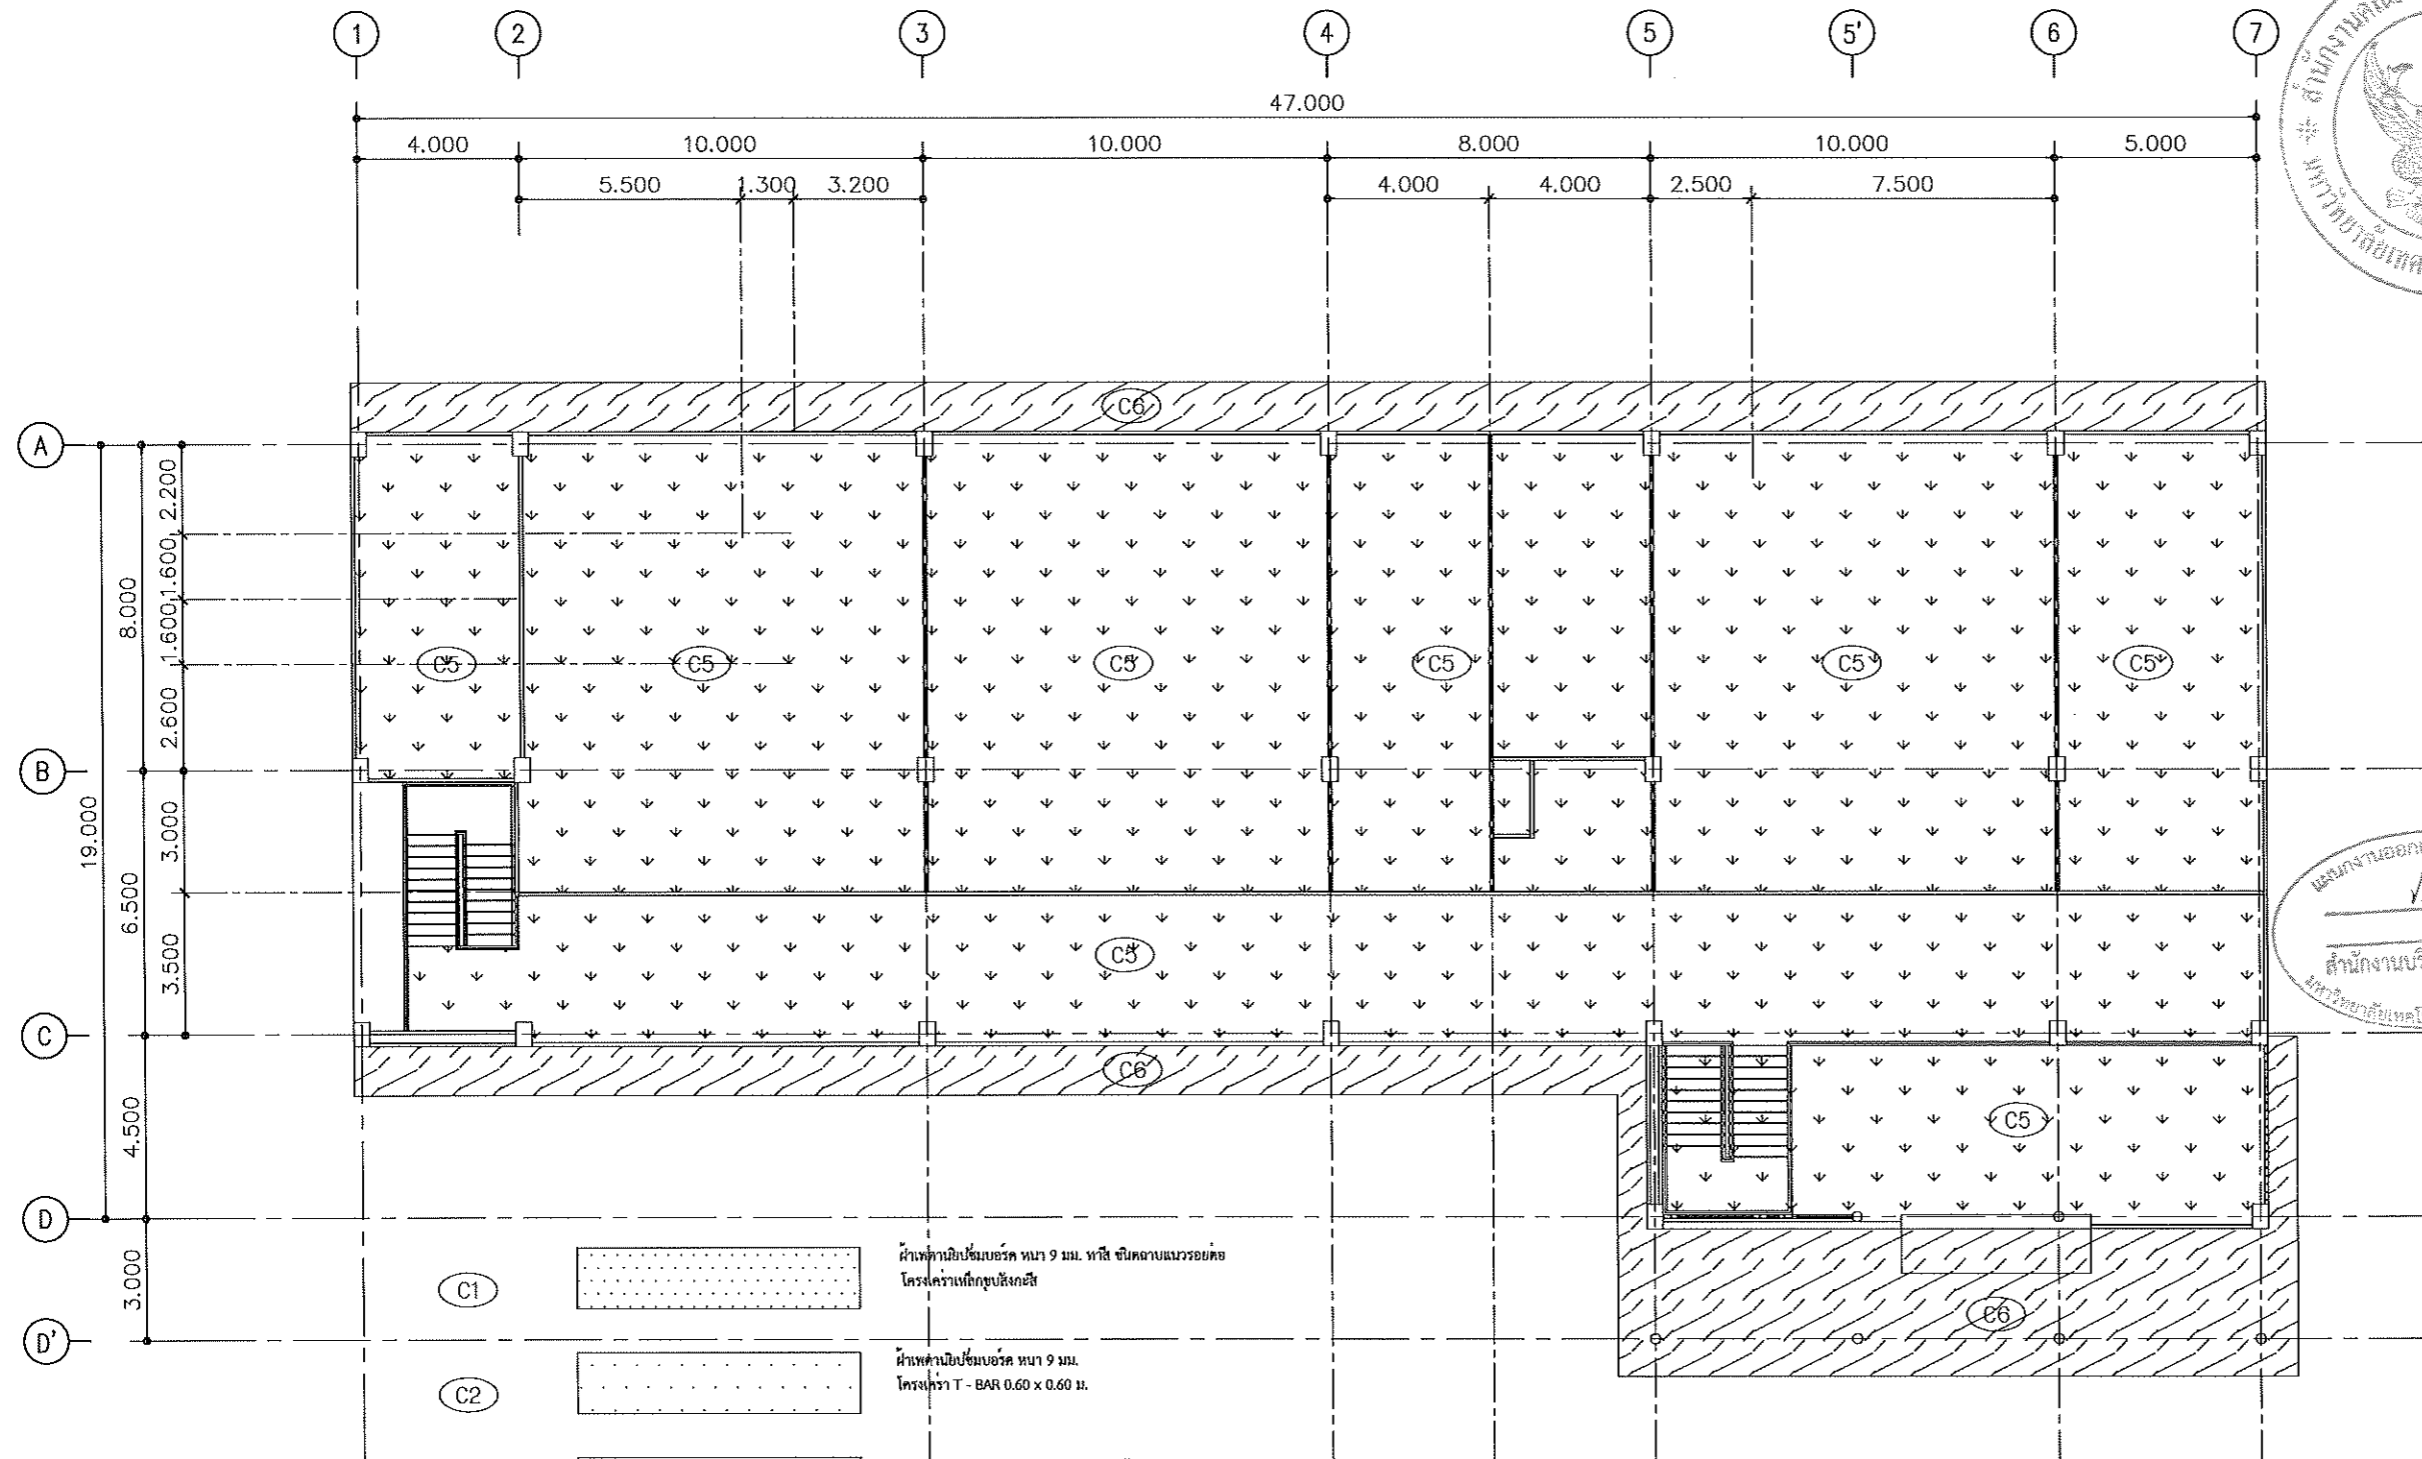 1 2 3 4 5 5' 6 7
47.000
4.000 10.000 10.000 8.000 10.000 5.000
5.500 1.300 3.200 4.000 4.000 2.500 7.500
C6
A
2.200
1.600
1.600
8.000
2.600
C5 C5 C5 C5 C5 C5
B
19.000
3.000
6.500
3.500
C5
C
C6
4.500
C5
D
3.000
C6
D'
C1
ฝ้าเพดานยิปซั่มบอร์ด หนา 9 มม. ทาสี ชนิดฉาบแนวรอยต่อ
โครงเคร่าเหล็กชุบสังกะสี
C2
ฝ้าเพดานยิปซั่มบอร์ด หนา 9 มม.
โครงเคร่า T - BAR 0.60 x 0.60 ม.